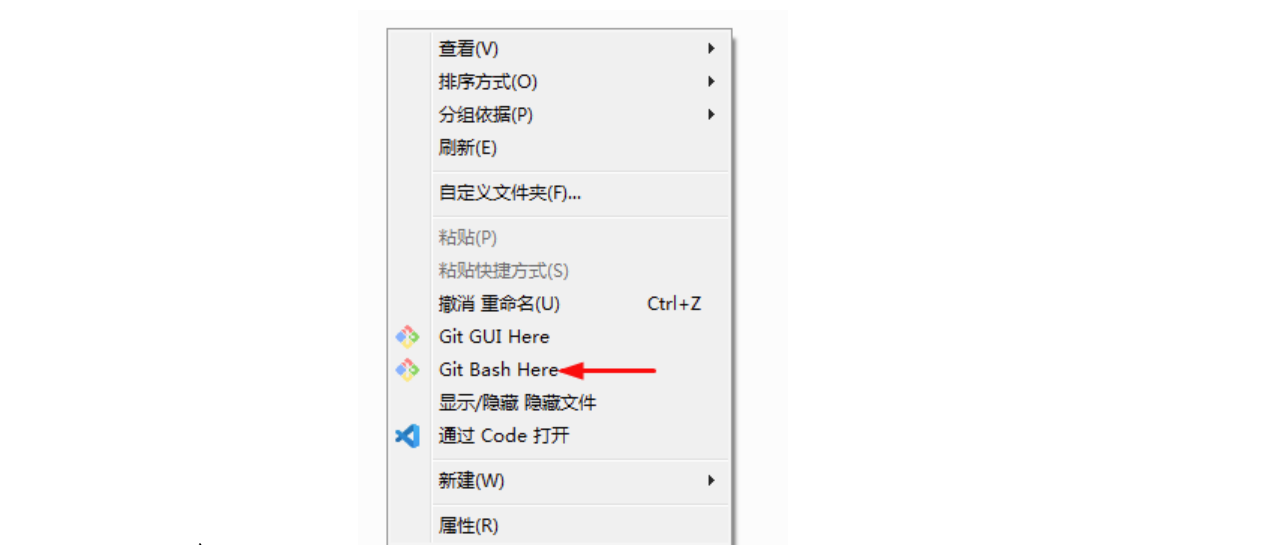 查看(V)
排序方式(O)
分组依据(P)
刷新(E)
自定义文件夹(F)...
粘贴(P)
粘贴快捷方式(S)
撤消 重命名(U) Ctrl+Z
Git GUI Here
Git Bash Here
显示/隐藏 隐藏文件
通过 Code 打开
新建(W)
属性(R)